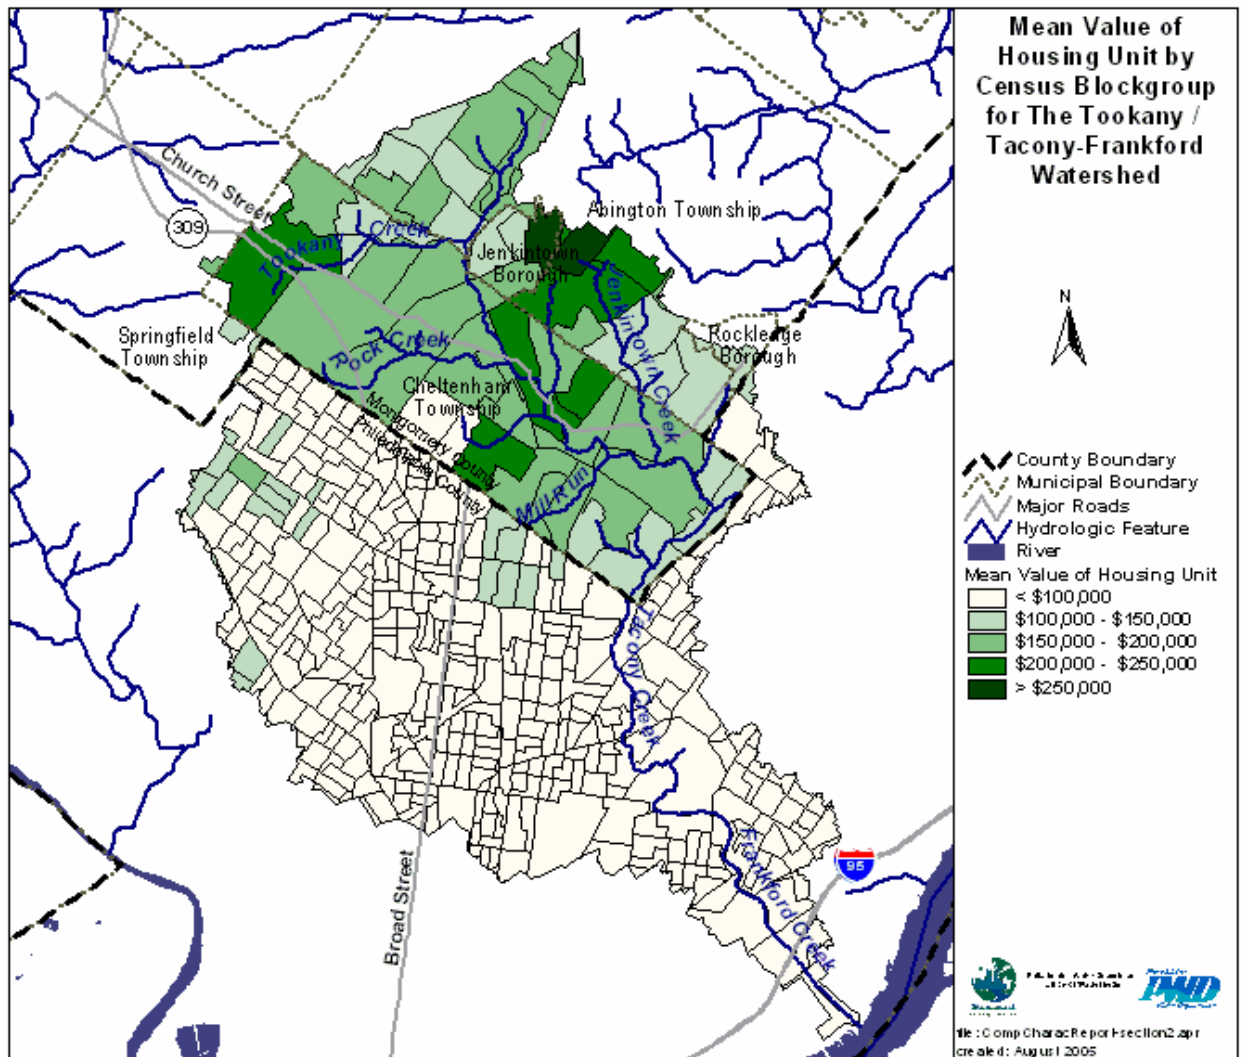 Mean Value of
Housing Unit by
Census Blockgroup
for The Tookany /
Tacony-Frankford
Watershed
Church Street
309
Tookany Creek
Abington Township
Jenkintown
Borough
Jenkintown Creek
Springfield
Township
Rock Creek
Rockledge
Borough
Cheltenham
Township
Montgomery County
Philadelphia County
Mill Run
Tacony Creek
Frankford Creek
Broad Street
95
N
County Boundary
Municipal Boundary
Major Roads
Hydrologic Feature
River
Mean Value of Housing Unit
< $100,000
$100,000 - $150,000
$150,000 - $200,000
$200,000 - $250,000
> $250,000
PWD
file: CompCharacReport-section2.apr
created: August 2005